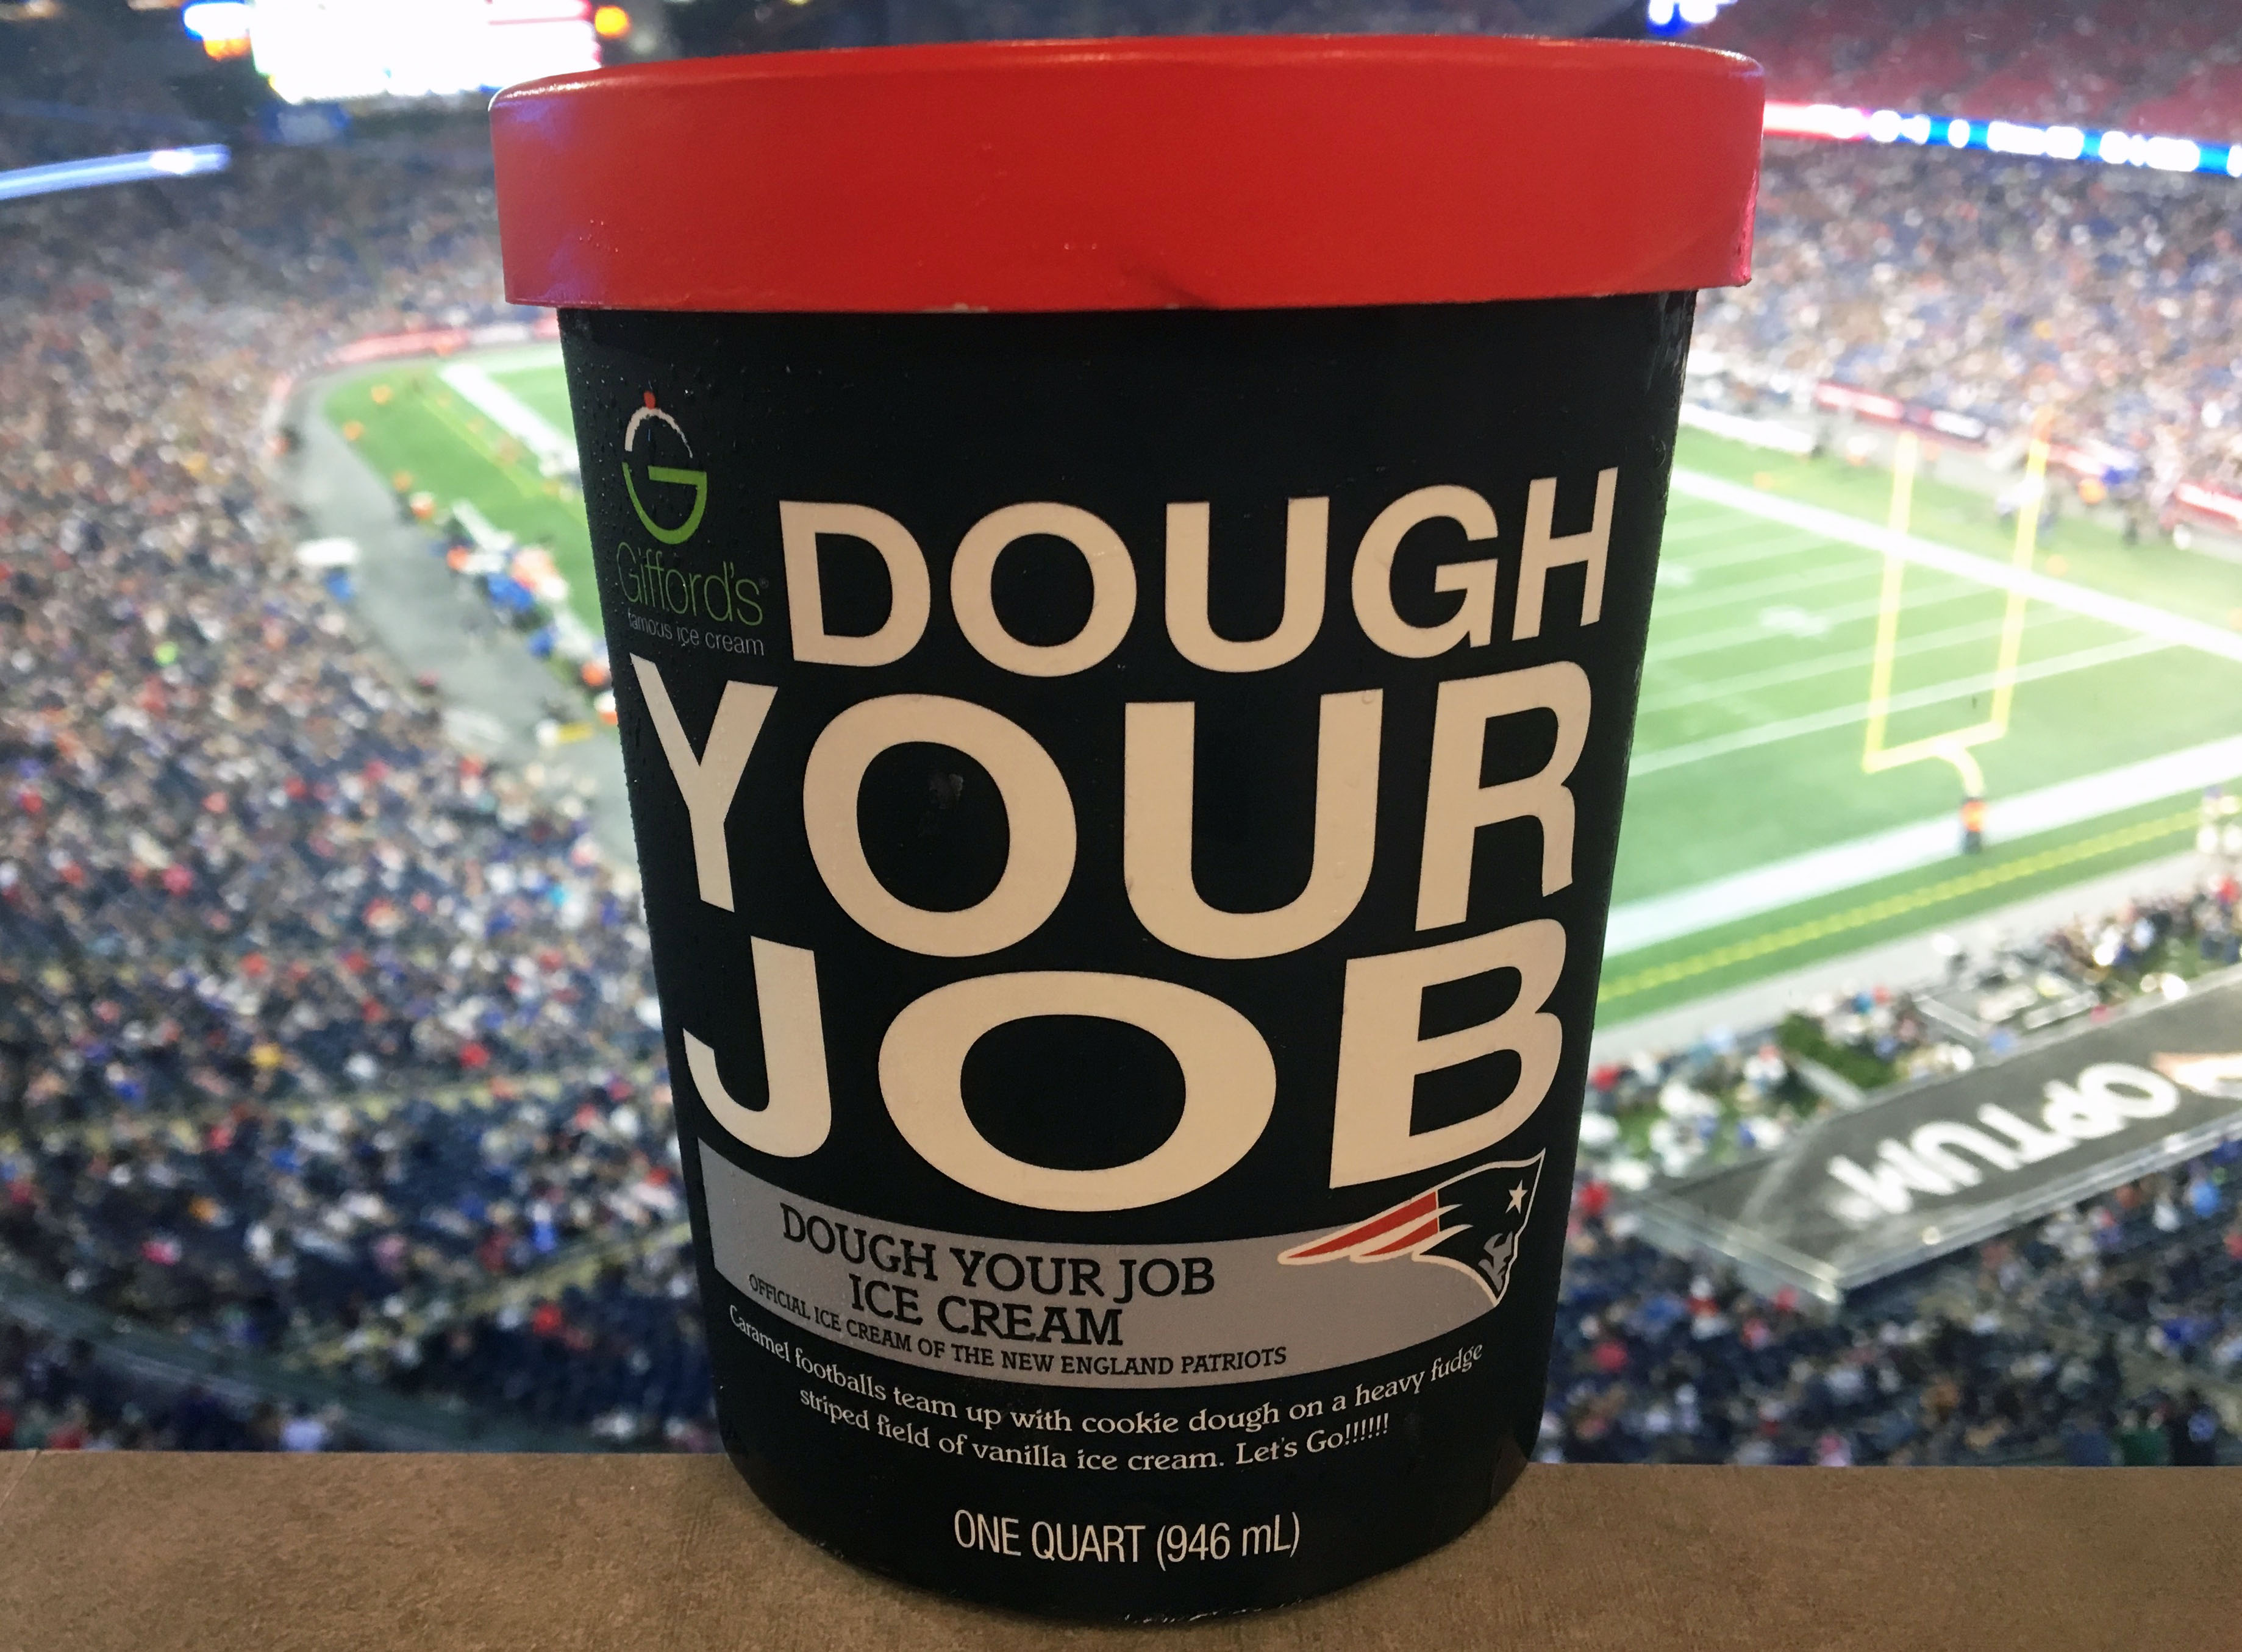 Gifford's®
famous ice cream
DOUGH
YOUR
JOB
DOUGH YOUR JOB
ICE CREAM
OFFICIAL ICE CREAM OF THE NEW ENGLAND PATRIOTS
Caramel footballs team up with cookie dough on a heavy fudge
striped field of vanilla ice cream. Let's Go!!!!!!
ONE QUART (946 mL)
OPTUM